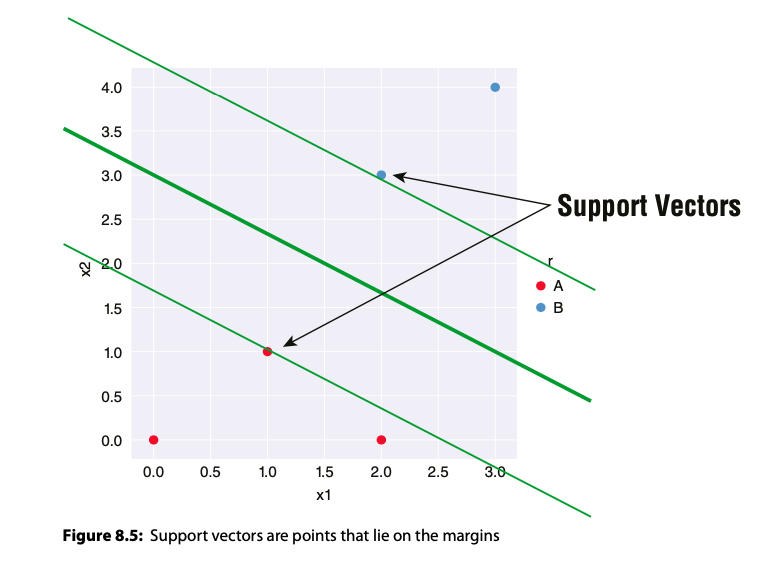 4.0
3.5
3.0
2.5
2.0
1.5
1.0
0.5
0.0
x2
0.0 0.5 1.0 1.5 2.0 2.5 3.0
x1
Support Vectors
r
A
B
Figure 8.5: Support vectors are points that lie on the margins